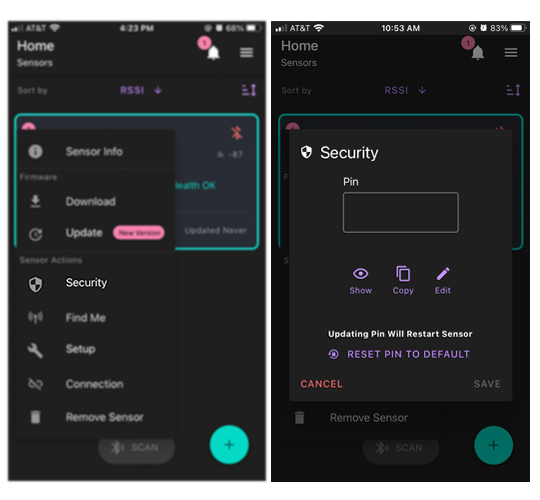 AT&T 4:23 PM 68%
Home
1
Sensors
Sort by RSSI
-87
Sensor Info
Firmware
Health OK
Download
Update New Version
Updated Never
Sensor Actions
Security
Find Me
Setup
Connection
Remove Sensor
SCAN
+
AT&T 10:53 AM 83%
Home
1
Sensors
Sort by RSSI
Security
Pin
Show Copy Edit
Updating Pin Will Restart Sensor
RESET PIN TO DEFAULT
CANCEL SAVE
Remove Sensor
SCAN
+